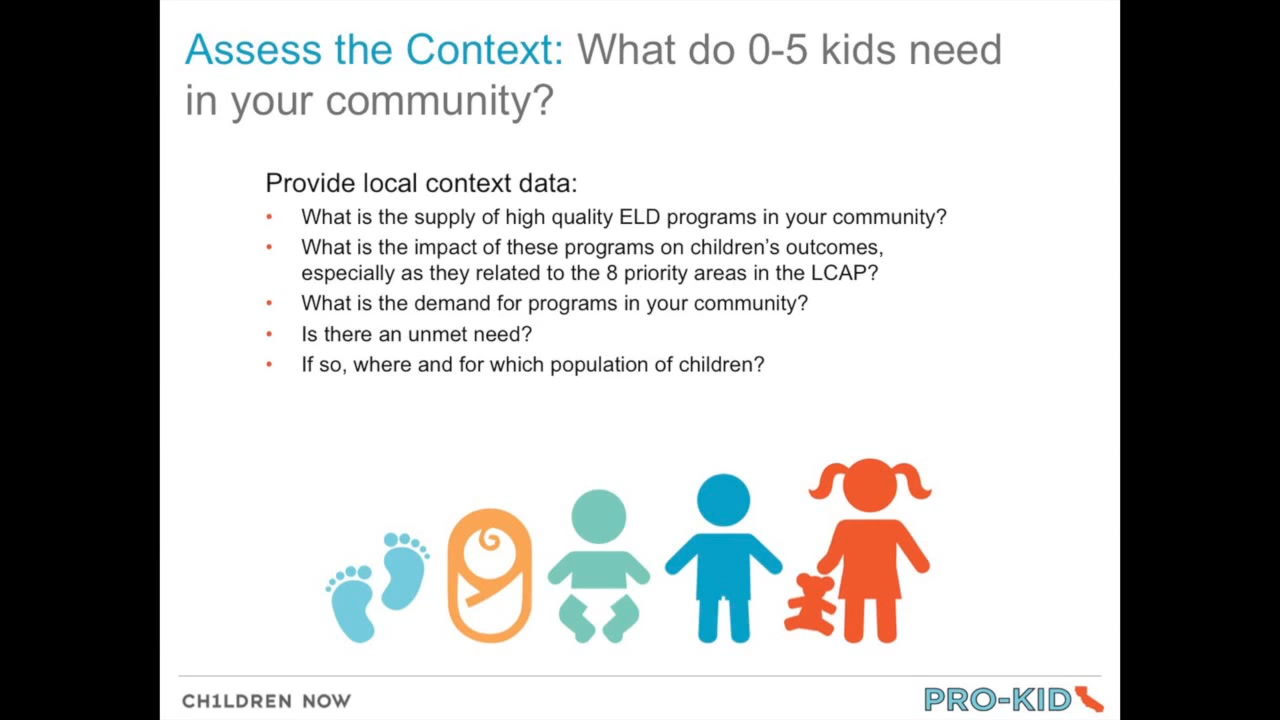 Assess the Context: What do 0-5 kids need
in your community?
Provide local context data:
• What is the supply of high quality ELD programs in your community?
• What is the impact of these programs on children's outcomes,
especially as they related to the 8 priority areas in the LCAP?
• What is the demand for programs in your community?
• Is there an unmet need?
• If so, where and for which population of children?
CH1LDREN NOW
PRO-KID